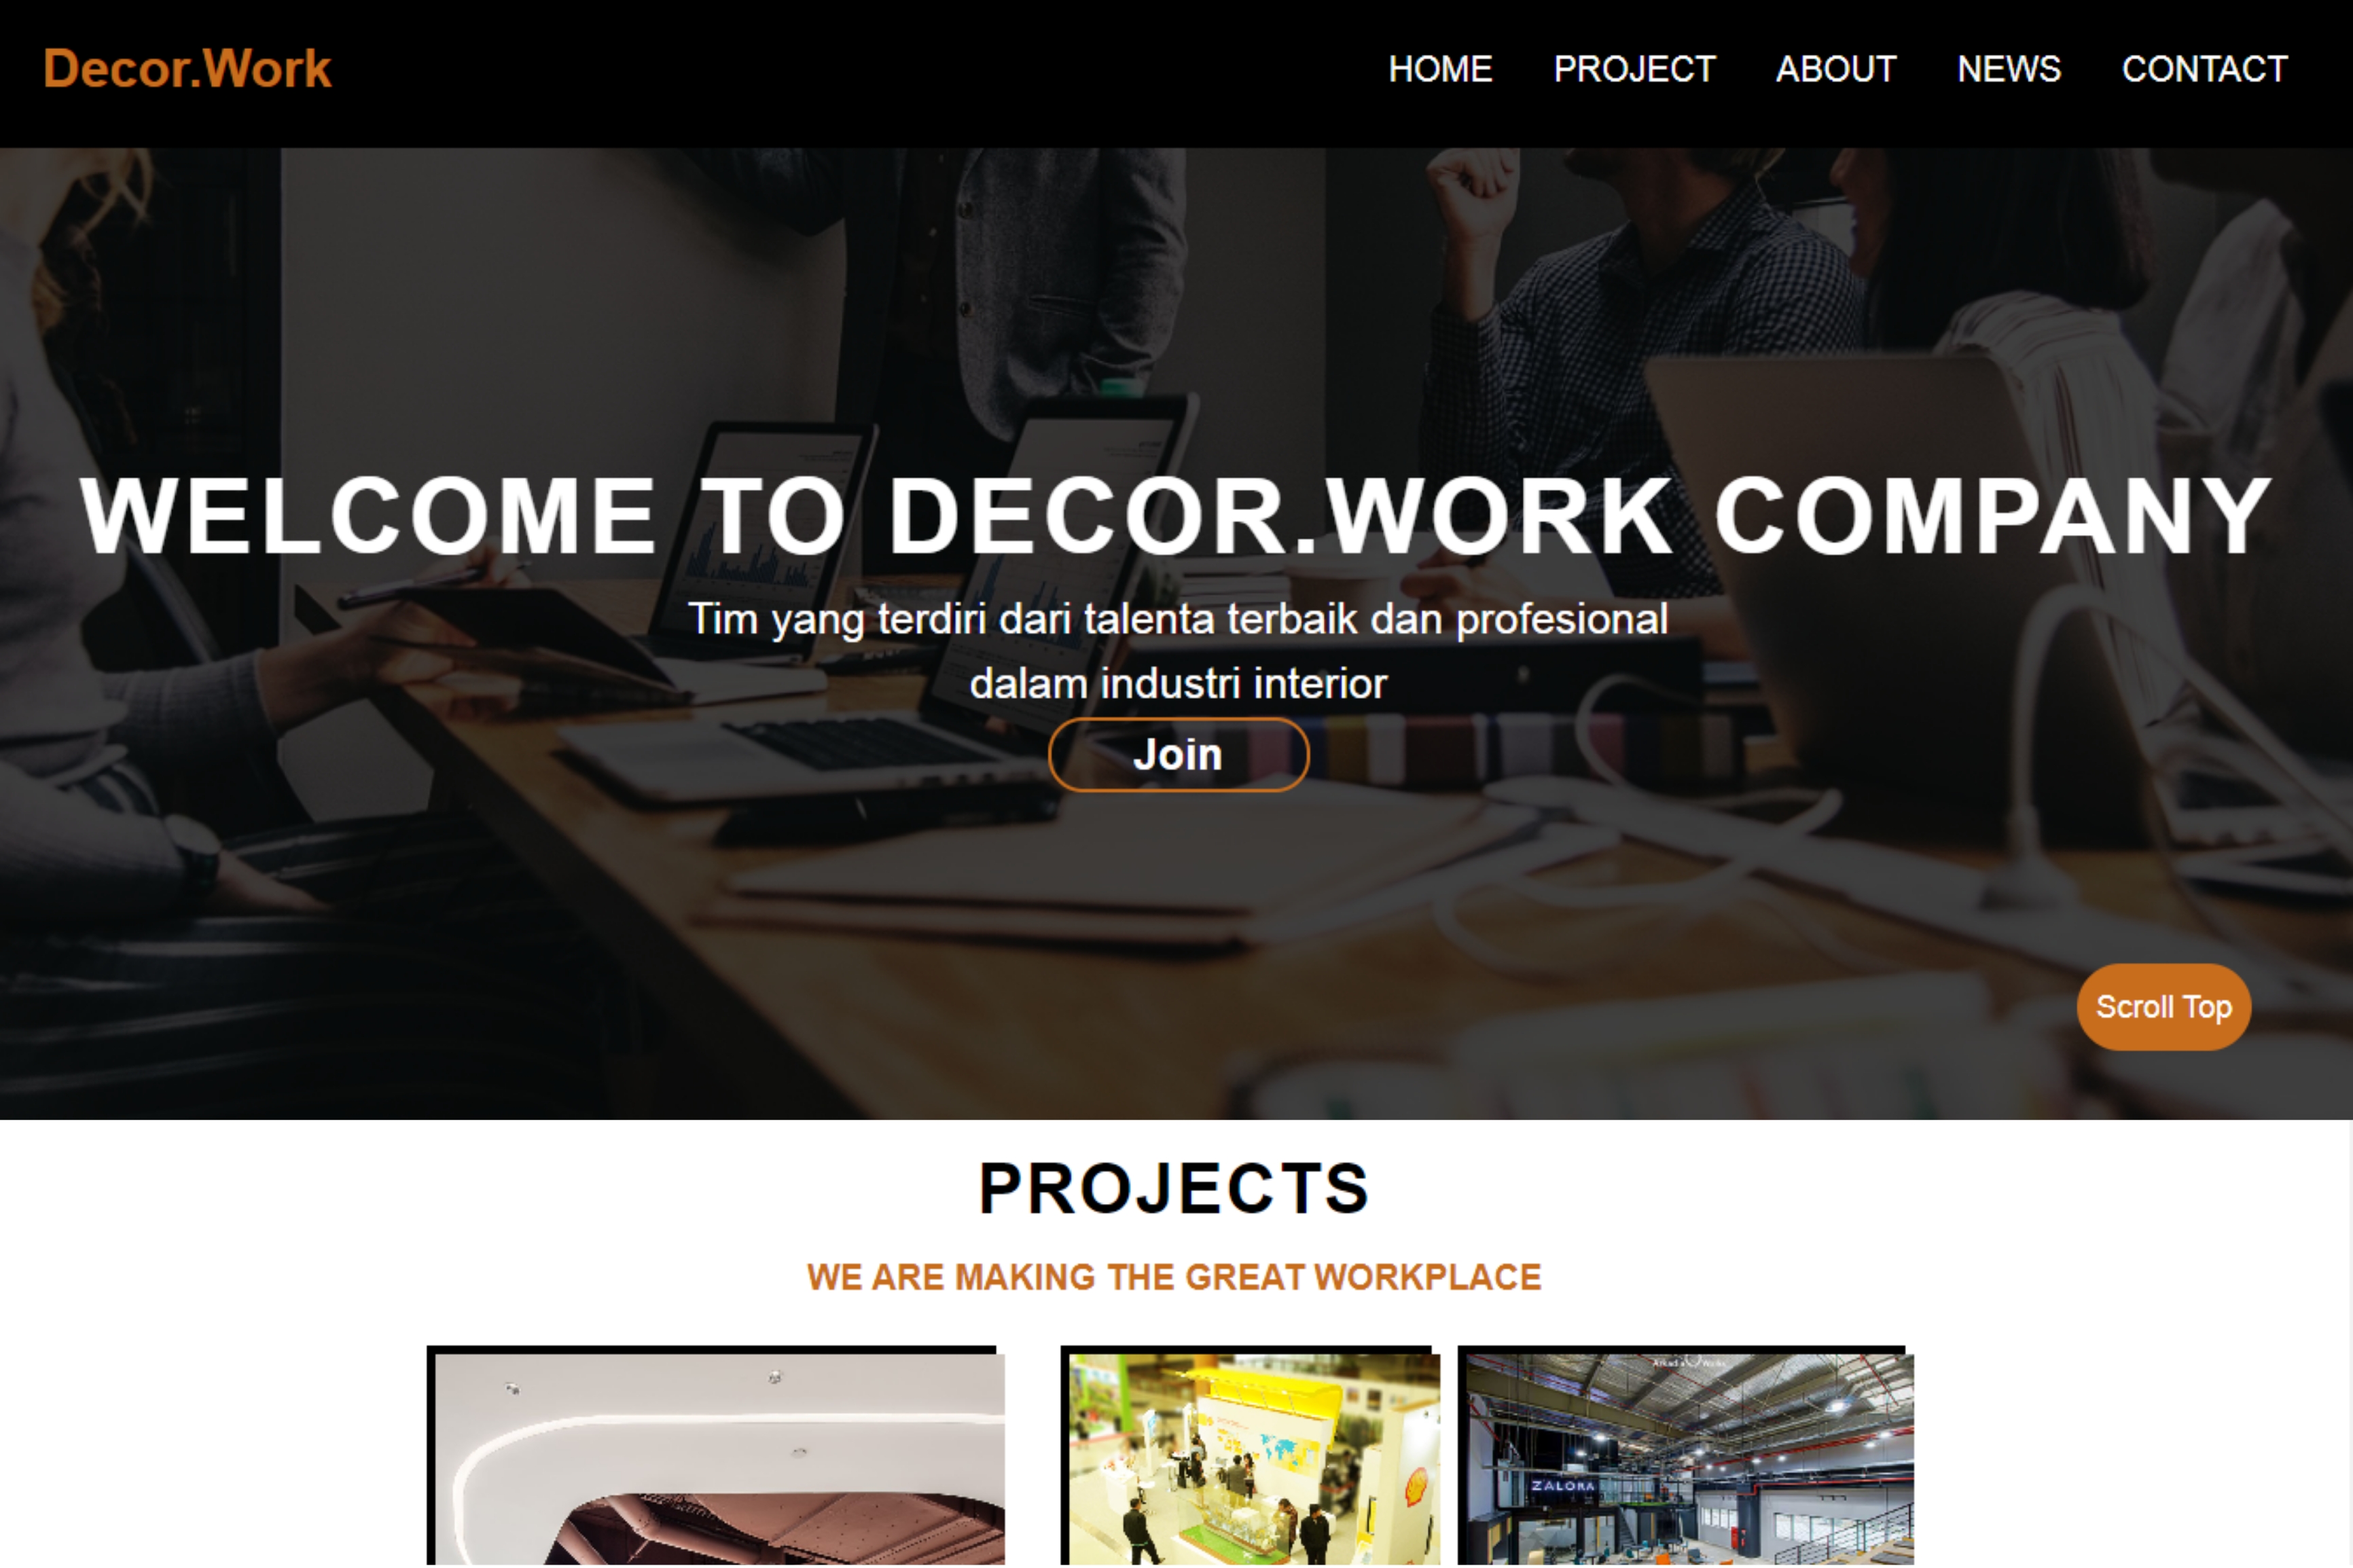 Decor.Work
HOME PROJECT ABOUT NEWS CONTACT
WELCOME TO DECOR.WORK COMPANY
Tim yang terdiri dari talenta terbaik dan profesional
dalam industri interior
Join
Scroll Top
PROJECTS
WE ARE MAKING THE GREAT WORKPLACE
ZALORA